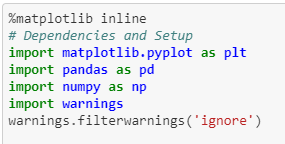 %matplotlib inline
# Dependencies and Setup
import matplotlib.pyplot as plt
import pandas as pd
import numpy as np
import warnings
warnings.filterwarnings('ignore')